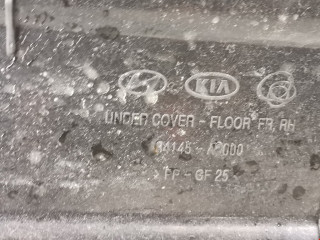 KIA
UNDER COVER - FLOOR FR, RH
PP - GF 25